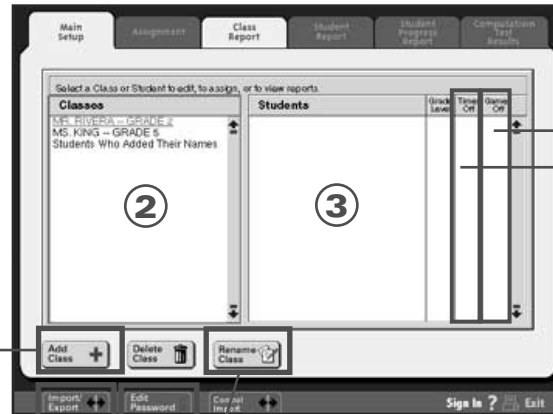 Main Setup
Assignment
Class Report
Student Report
Student Progress Report
Computation Test Results
Select a Class or Student to edit, to assign, or to view reports.
Classes
Students
Grade Level
Time Off
Game Off
MR. RIVERA -- GRADE 2
MS. KING -- GRADE 5
Students Who Added Their Names
2
3
Add Class
Delete Class
Rename Class
Import/ Export
Edit Password
Import
Sign In ? Exit